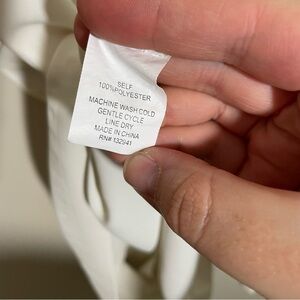 SELF
100%POLYESTER
MACHINE WASH COLD
GENTLE CYCLE
LINE DRY
MADE IN CHINA
RN# 132941